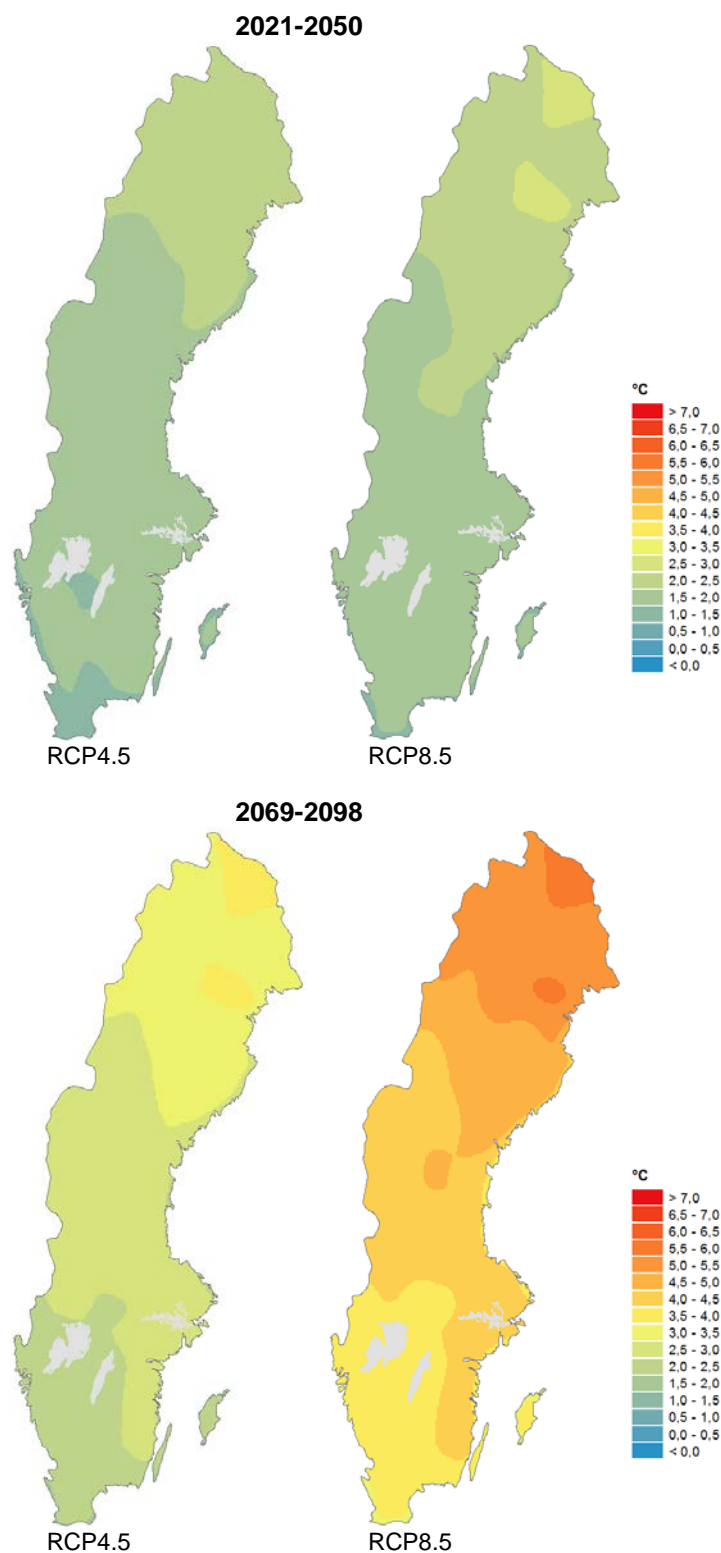 2021-2050
°C
> 7,0
6,5 - 7,0
6,0 - 6,5
5,5 - 6,0
5,0 - 5,5
4,5 - 5,0
4,0 - 4,5
3,5 - 4,0
3,0 - 3,5
2,5 - 3,0
2,0 - 2,5
1,5 - 2,0
1,0 - 1,5
0,5 - 1,0
0,0 - 0,5
< 0,0
RCP4.5
RCP8.5
2069-2098
°C
> 7,0
6,5 - 7,0
6,0 - 6,5
5,5 - 6,0
5,0 - 5,5
4,5 - 5,0
4,0 - 4,5
3,5 - 4,0
3,0 - 3,5
2,5 - 3,0
2,0 - 2,5
1,5 - 2,0
1,0 - 1,5
0,5 - 1,0
0,0 - 0,5
< 0,0
RCP4.5
RCP8.5